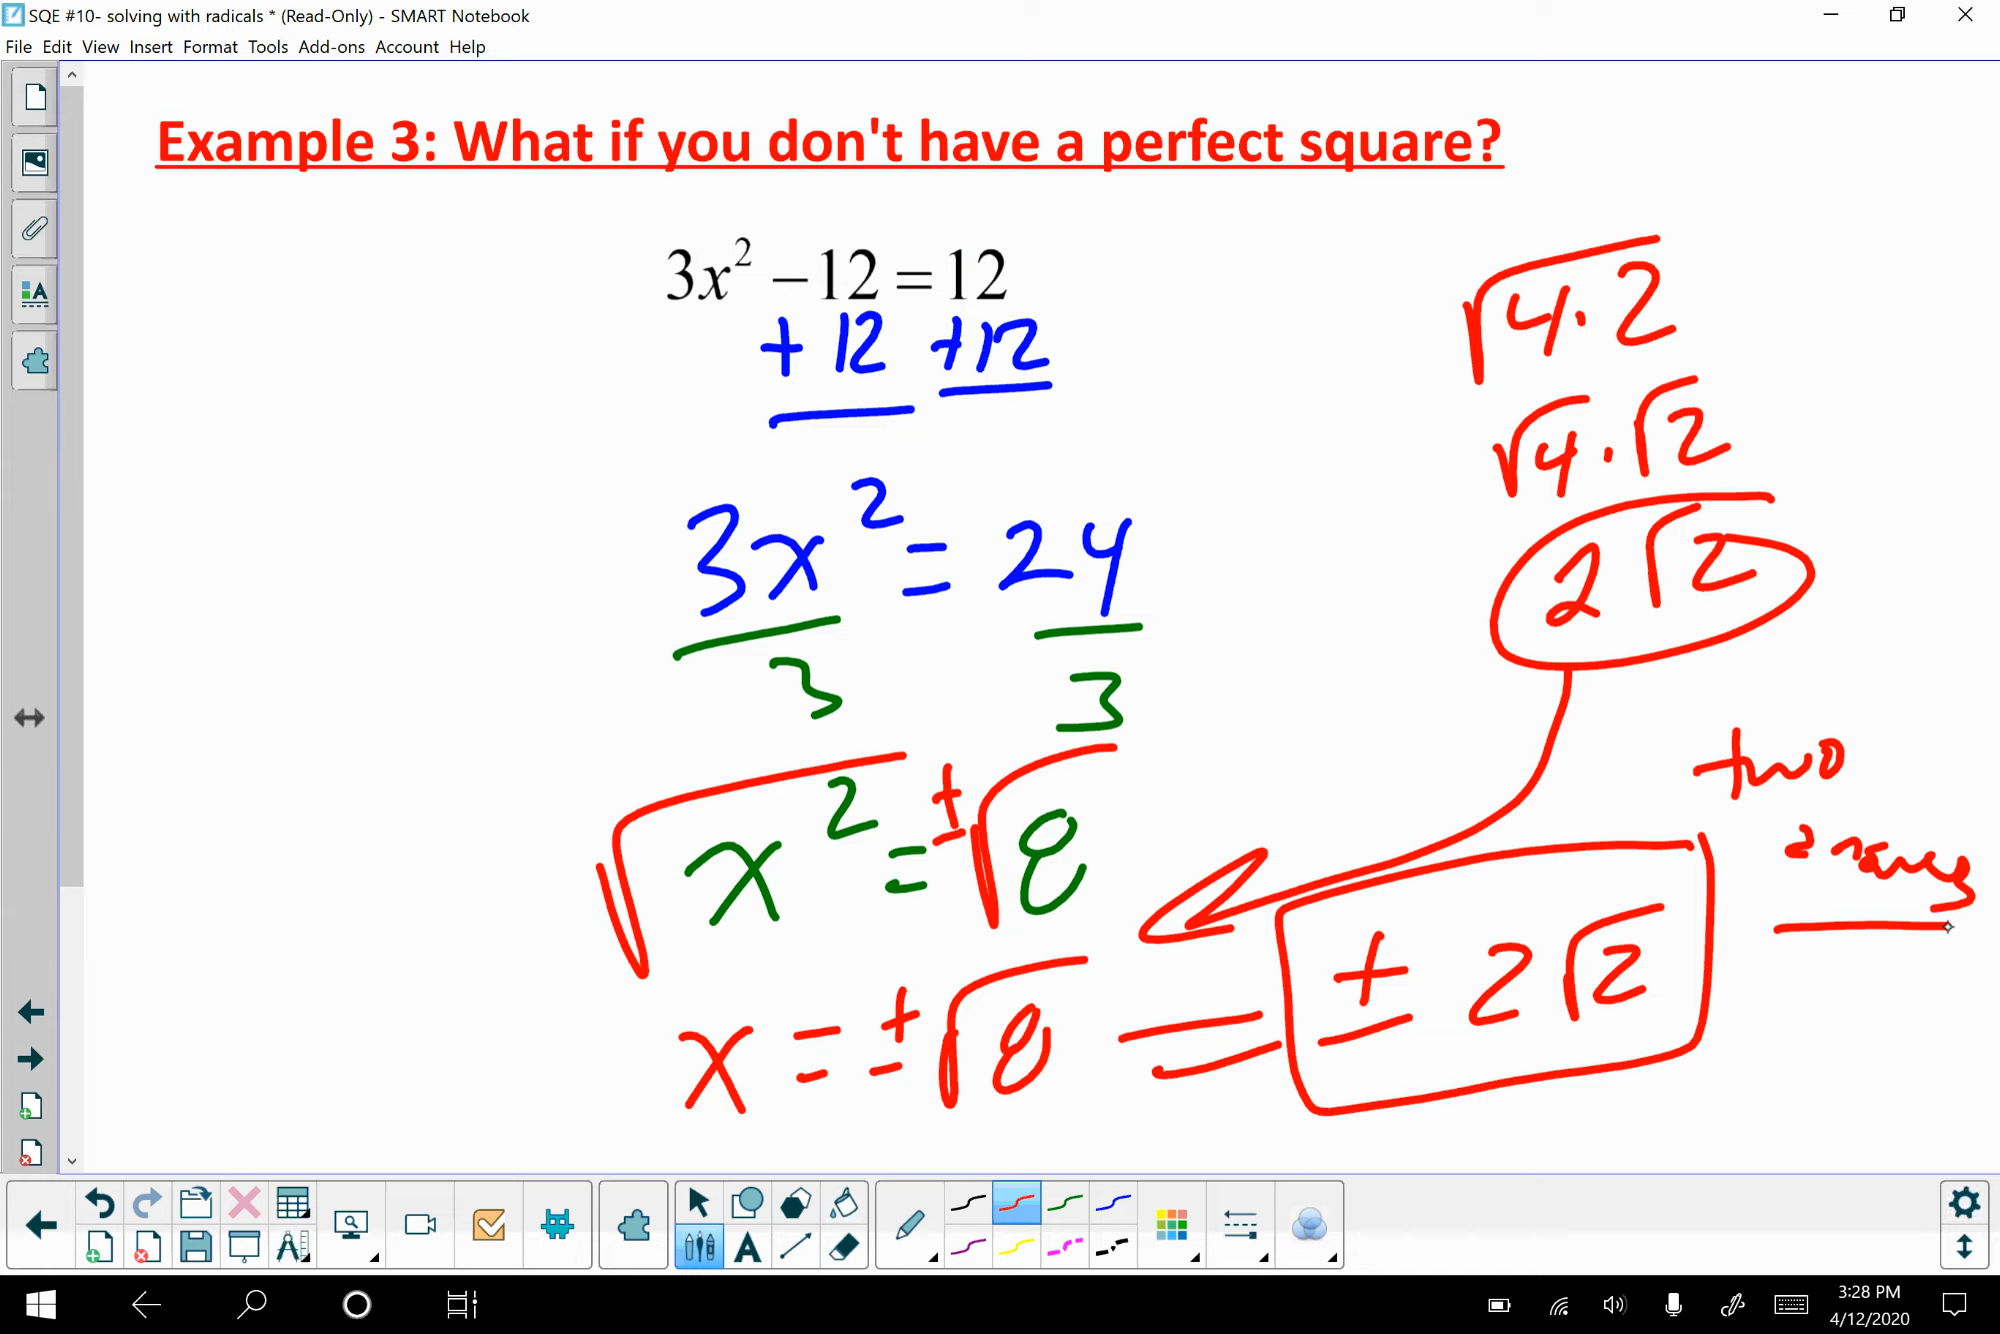 SQE #10- solving with radicals * (Read-Only) - SMART Notebook
File Edit View Insert Format Tools Add-ons Account Help
Example 3: What if you don't have a perfect square?
3x² − 12 = 12
+ 12 +12
3x² = 24
3 3
√x² = ±√8
x = ±√8 = ± 2√2
√4·2
√4·√2
2√2
two
3:28 PM
4/12/2020